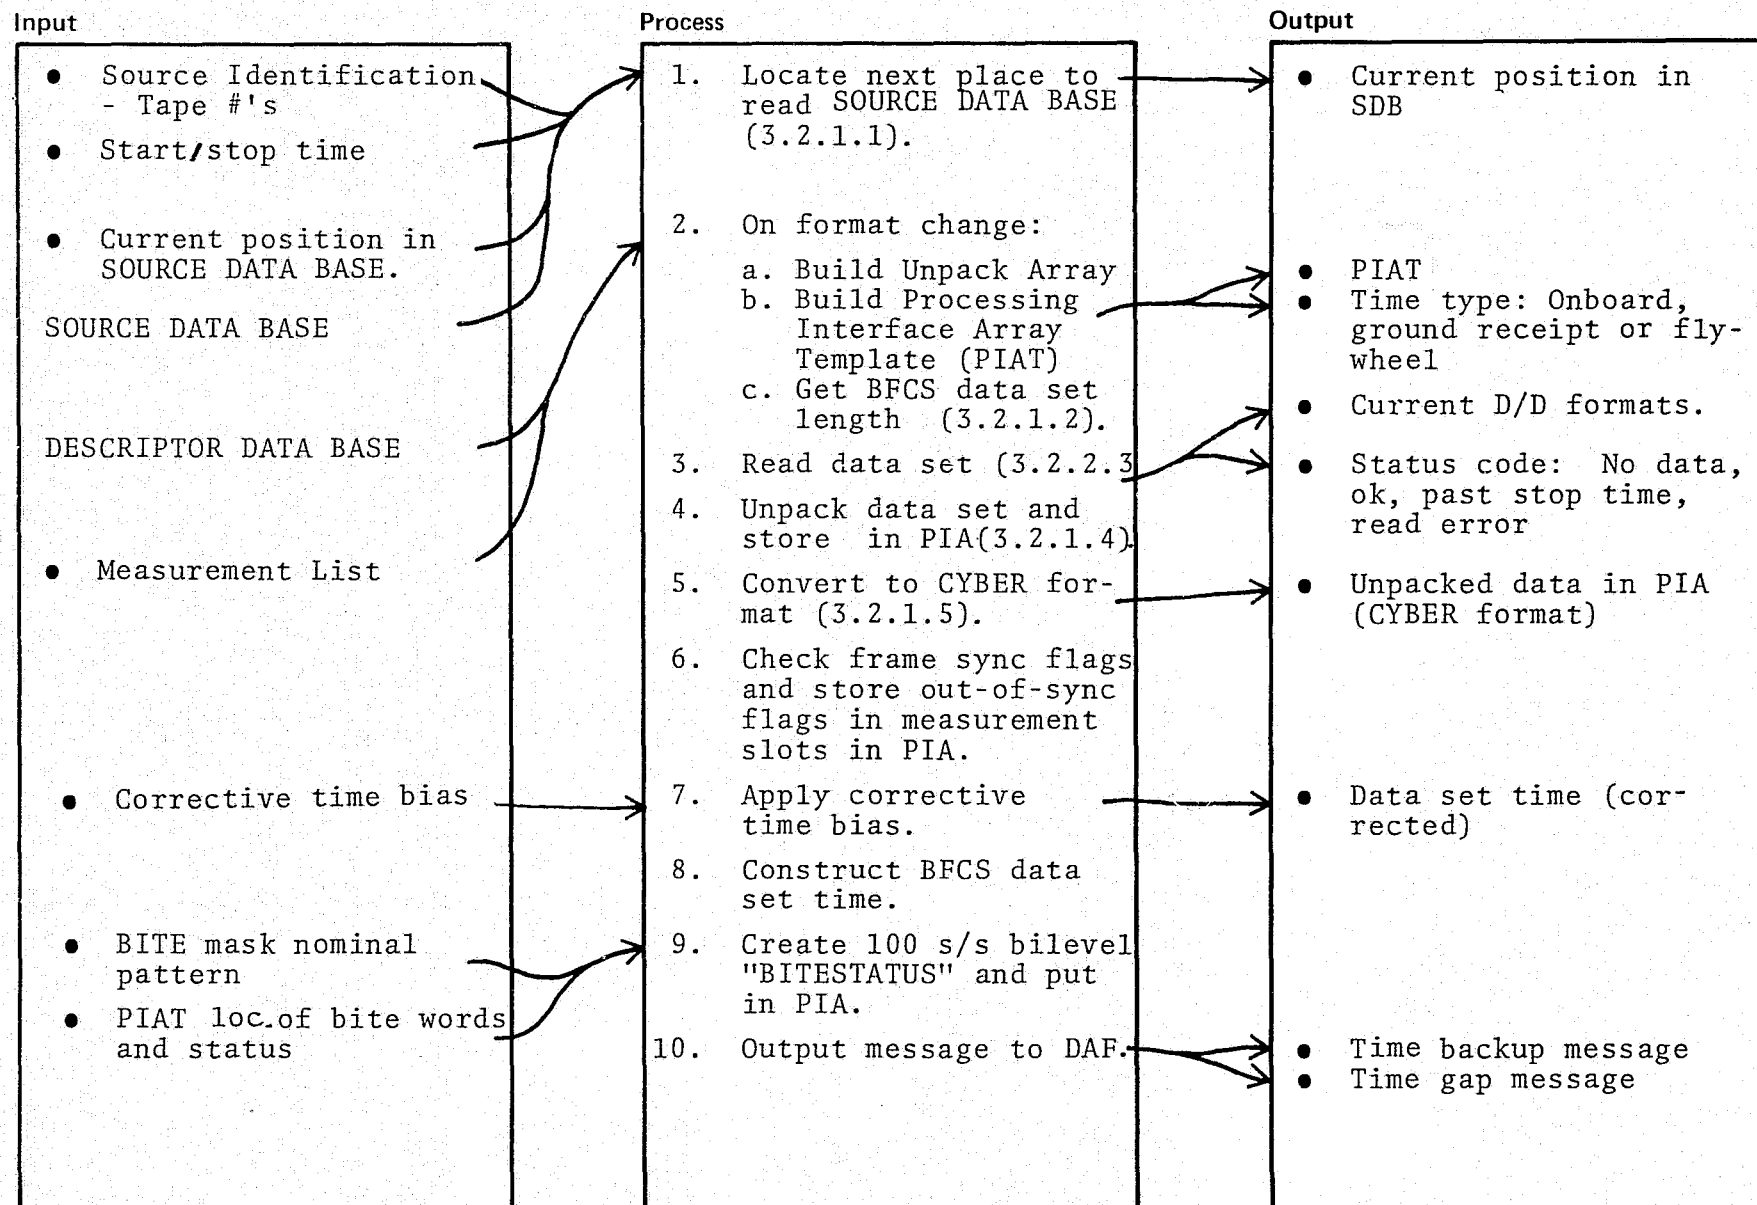 Input
● Source Identification
- Tape #'s
● Start/stop time
● Current position in
SOURCE DATA BASE.
SOURCE DATA BASE
DESCRIPTOR DATA BASE
● Measurement List
● Corrective time bias
● BITE mask nominal
pattern
● PIAT loc.of bite words
and status
Process
1. Locate next place to
read SOURCE DATA BASE
(3.2.1.1).
2. On format change:
a. Build Unpack Array
b. Build Processing
Interface Array
Template (PIAT)
c. Get BFCS data set
length (3.2.1.2).
3. Read data set (3.2.2.3
4. Unpack data set and
store in PIA(3.2.1.4).
5. Convert to CYBER for-
mat (3.2.1.5).
6. Check frame sync flags
and store out-of-sync
flags in measurement
slots in PIA.
7. Apply corrective
time bias.
8. Construct BFCS data
set time.
9. Create 100 s/s bilevel
"BITESTATUS" and put
in PIA.
10. Output message to DAF.
Output
● Current position in
SDB
● PIAT
● Time type: Onboard,
ground receipt or fly-
wheel
● Current D/D formats.
● Status code: No data,
ok, past stop time,
read error
● Unpacked data in PIA
(CYBER format)
● Data set time (cor-
rected)
● Time backup message
● Time gap message